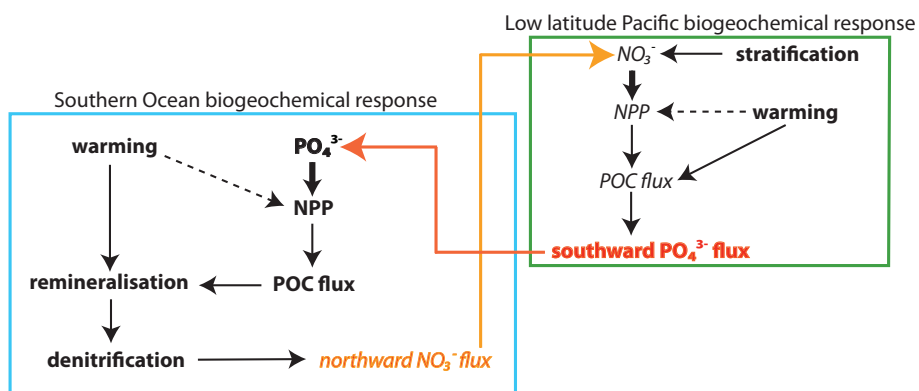 Low latitude Pacific biogeochemical response
NO₃⁻
stratification
NPP
warming
POC flux
southward PO₄³⁻ flux
Southern Ocean biogeochemical response
warming
PO₄³⁻
NPP
remineralisation
POC flux
denitrification
northward NO₃⁻ flux